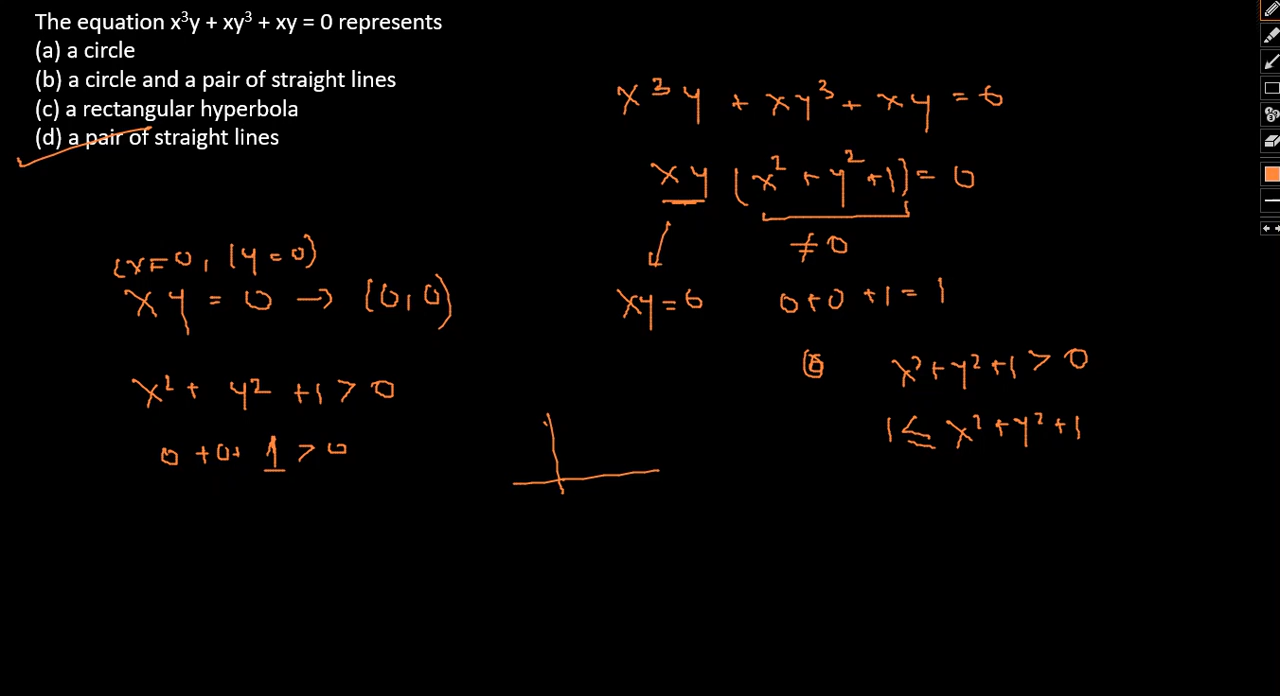 The equation x³y + xy³ + xy = 0 represents
(a) a circle
(b) a circle and a pair of straight lines
(c) a rectangular hyperbola
(d) a pair of straight lines
x³y + xy³ + xy = 0
xy (x² + y² + 1) = 0
≠ 0
(x = 0, (y = 0)
xy = 0 → (0,0)
xy = 0
0 + 0 + 1 = 1
x² + y² + 1 > 0
x² + y² + 1 > 0
1 ≤ x² + y² + 1
0 + 0 + 1 > 0